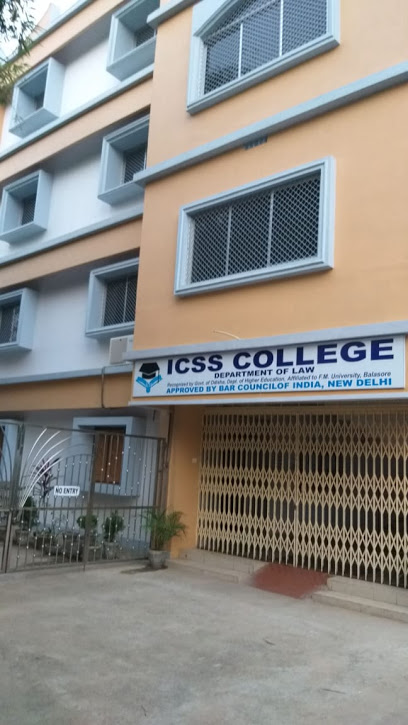 ICSS COLLEGE
DEPARTMENT OF LAW
Recognized by Govt. of Odisha, Dept. of Higher Education, Affiliated to F.M. University, Balasore
APPROVED BY BAR COUNCILOF INDIA, NEW DELHI
NO ENTRY